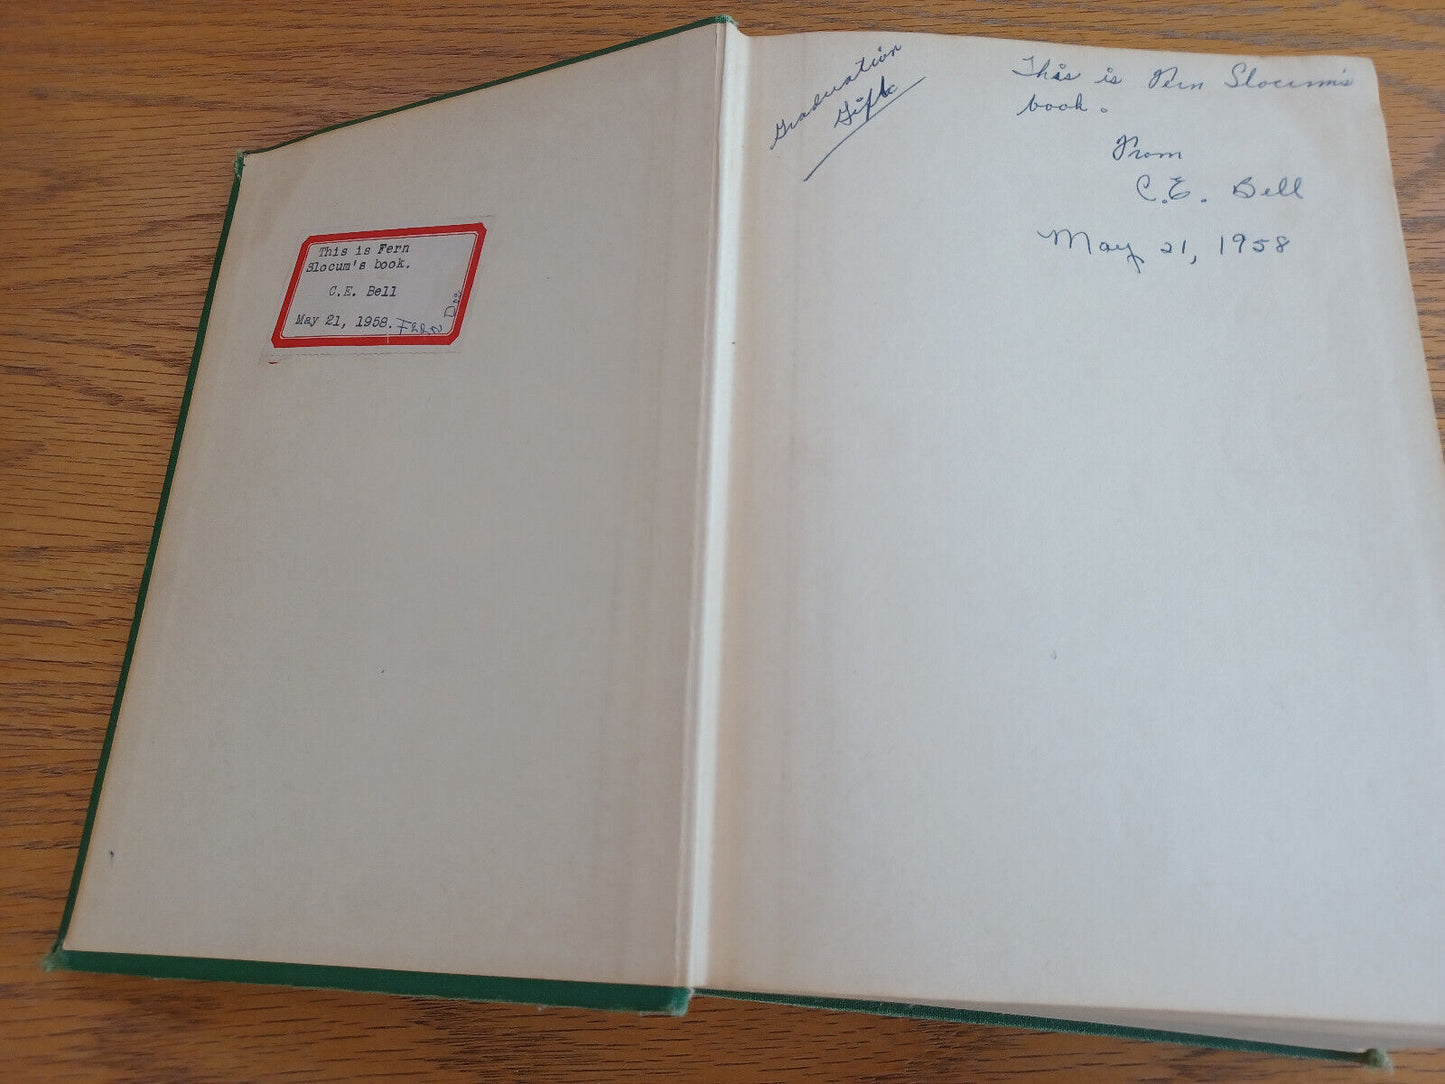 This is Fern
Slocum's book.
C.E. Bell
May 21, 1958. Fern
Graduation
Gift
This is Fern Slocum's
book.
From
C.E. Bell
May 21, 1958